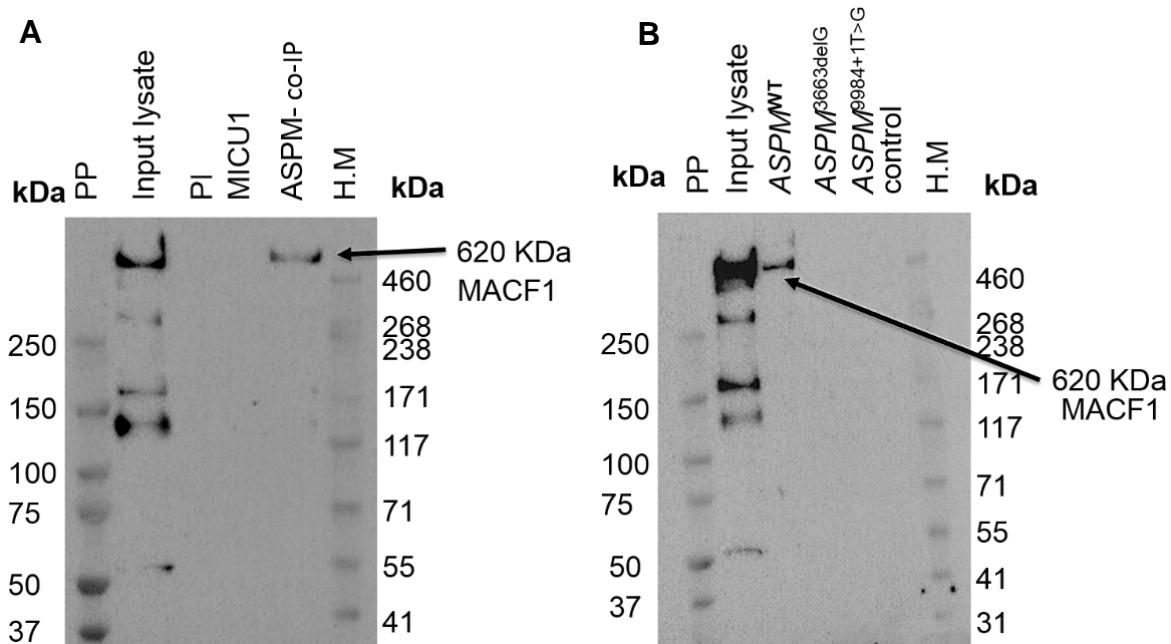 A
kDa
PP
Input lysate
PI
MICU1
ASPM- co-IP
H.M
kDa
250
150
100
75
50
37
460
268
238
171
117
71
55
41
620 KDa
MACF1
B
kDa
PP
Input lysate
ASPMWT
ASPM3663delG
ASPM9984+1T>G
control
H.M
kDa
250
150
100
75
50
37
460
268
238
171
117
71
55
41
31
620 KDa
MACF1